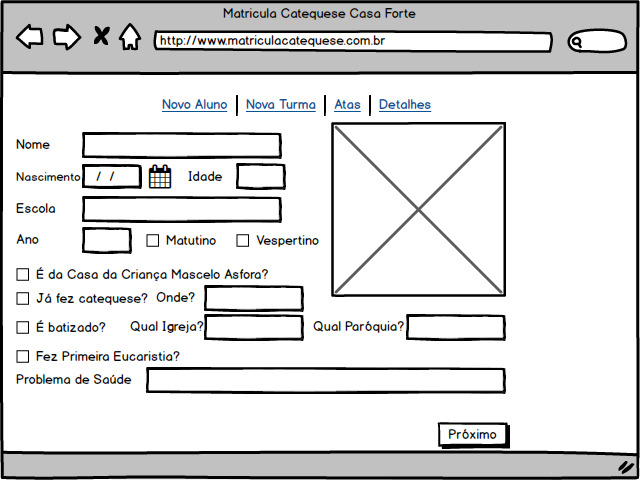 Matricula Catequese Casa Forte
http://www.matriculacatequese.com.br
Novo Aluno Nova Turma Atas Detalhes
Nome
Nascimento / / Idade
Escola
Ano Matutino Vespertino
É da Casa da Criança Mascelo Asfora?
Já fez catequese? Onde?
É batizado? Qual Igreja? Qual Paróquia?
Fez Primeira Eucaristia?
Problema de Saúde
Próximo